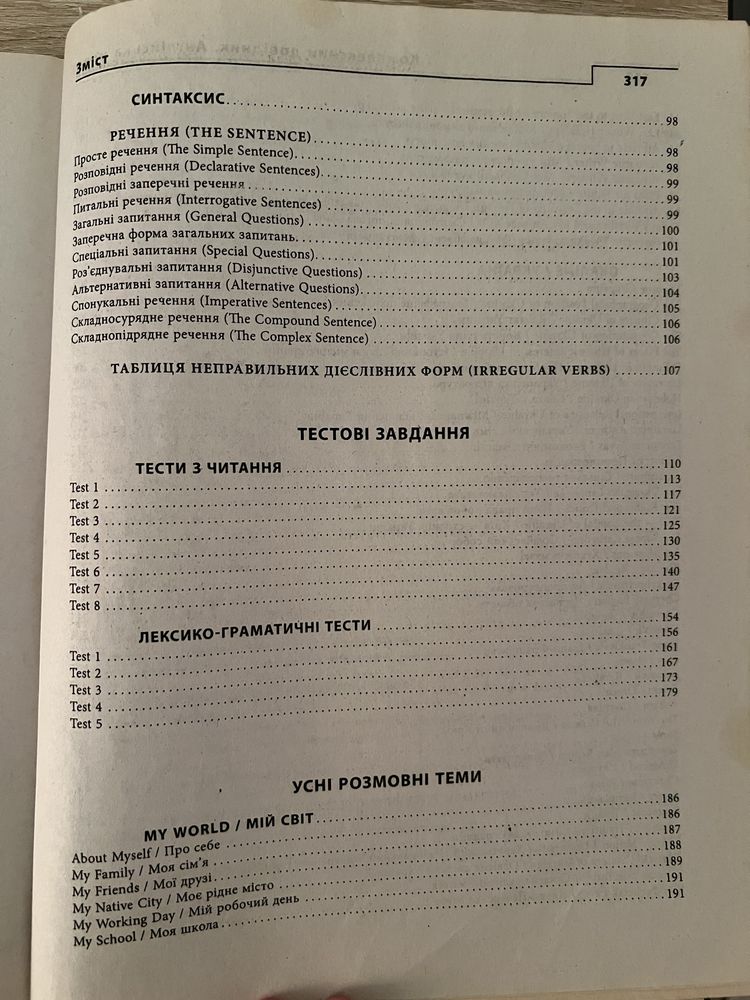 Зміст
317
СИНТАКСИС. 98
РЕЧЕННЯ (THE SENTENCE) 98
Просте речення (The Simple Sentence). 98
Розповідні речення (Declarative Sentences). 99
Розповідні заперечні речення 99
Питальні речення (Interrogative Sentences) 99
Загальні запитання (General Questions) 100
Заперечна форма загальних запитань. 101
Спеціальні запитання (Special Questions). 101
Роз’єднувальні запитання (Disjunctive Questions) 103
Альтернативні запитання (Alternative Questions). 104
Спонукальні речення (Imperative Sentences) 105
Складносурядне речення (The Compound Sentence) 106
Складнопідрядне речення (The Complex Sentence) 106
ТАБЛИЦЯ НЕПРАВИЛЬНИХ ДІЄСЛІВНИХ ФОРМ (IRREGULAR VERBS) 107
ТЕСТОВІ ЗАВДАННЯ
ТЕСТИ З ЧИТАННЯ 110
Test 1 113
Test 2 117
Test 3 121
Test 4 125
Test 5 130
Test 6 135
Test 7 140
Test 8 147
ЛЕКСИКО-ГРАМАТИЧНІ ТЕСТИ 154
Test 1 156
Test 2 161
Test 3 167
Test 4 173
Test 5 179
УСНІ РОЗМОВНІ ТЕМИ
MY WORLD / МІЙ СВІТ 186
About Myself / Про себе 186
My Family / Моя сім’я 187
My Friends / Мої друзі 188
My Native City / Моє рідне місто 189
My Working Day / Мій робочий день 191
My School / Моя школа 191